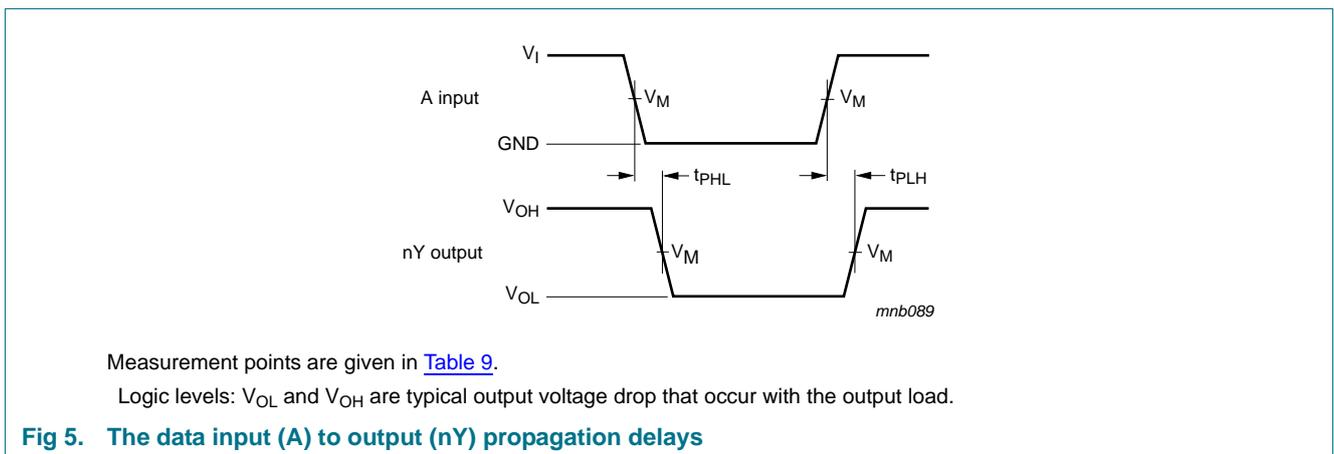 V_I
A input
V_M
V_M
GND
t_PHL
t_PLH
V_OH
nY output
V_M
V_M
V_OL
mnb089
Measurement points are given in Table 9.
Logic levels: V_OL and V_OH are typical output voltage drop that occur with the output load.
Fig 5. The data input (A) to output (nY) propagation delays